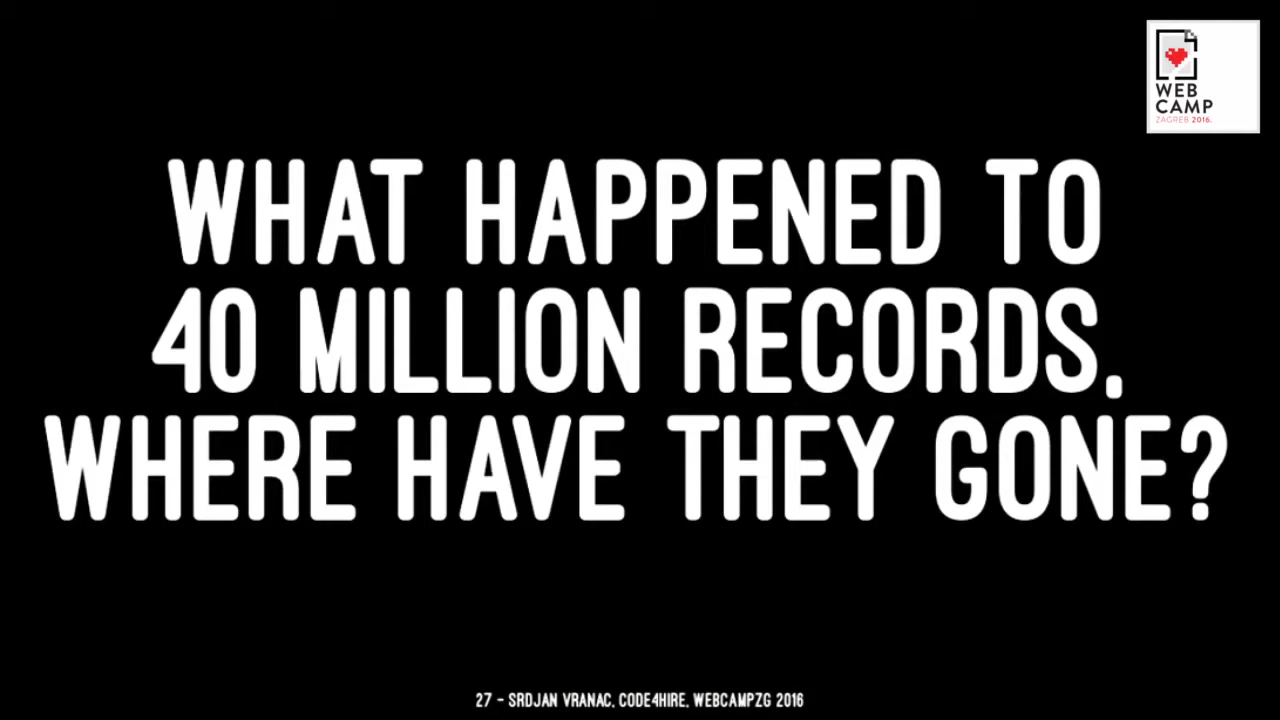 WEB
CAMP
ZAGREB 2016.
WHAT HAPPENED TO
40 MILLION RECORDS,
WHERE HAVE THEY GONE?
27 - SRDJAN VRANAC, CODE4HIRE, WEBCAMPZG 2016